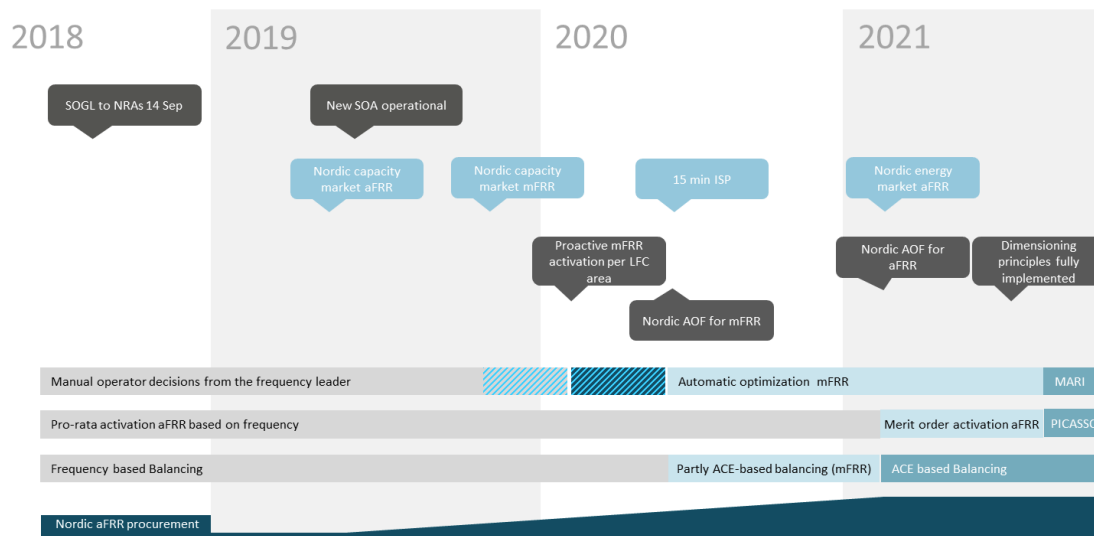 2018
2019
2020
2021
SOGL to NRAs 14 Sep
New SOA operational
Nordic capacity
market aFRR
Nordic capacity
market mFRR
15 min ISP
Nordic energy
market aFRR
Proactive mFRR
activation per LFC
area
Nordic AOF for mFRR
Nordic AOF for
aFRR
Dimensioning
principles fully
implemented
Manual operator decisions from the frequency leader
Automatic optimization mFRR
MARI
Pro-rata activation aFRR based on frequency
Merit order activation aFRR
PICASSO
Frequency based Balancing
Partly ACE-based balancing (mFRR)
ACE based Balancing
Nordic aFRR procurement